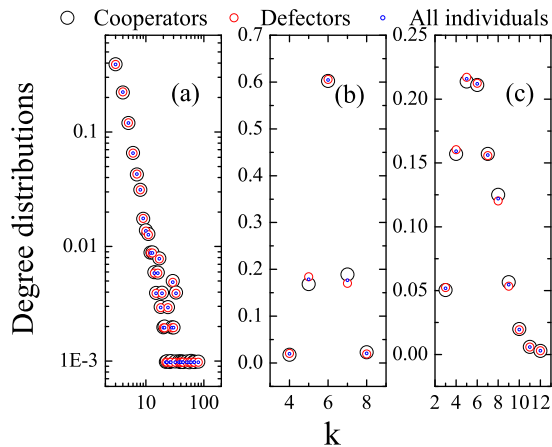 Cooperators Defectors All individuals
Degree distributions
(a)
0.1
0.01
1E-3
10 100
(b)
0.7
0.6
0.5
0.4
0.3
0.2
0.1
0.0
4 6 8
(c)
0.25
0.20
0.15
0.10
0.05
0.00
2 4 6 8 10 12
k